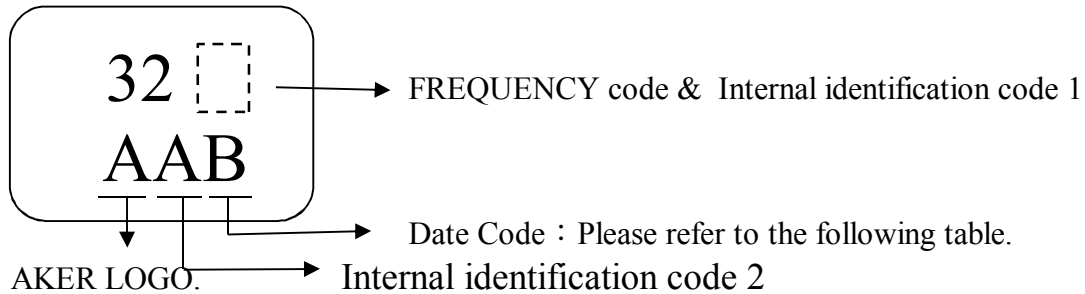 32
FREQUENCY code & Internal identification code 1
AAB
Date Code：Please refer to the following table.
AKER LOGO.
Internal identification code 2